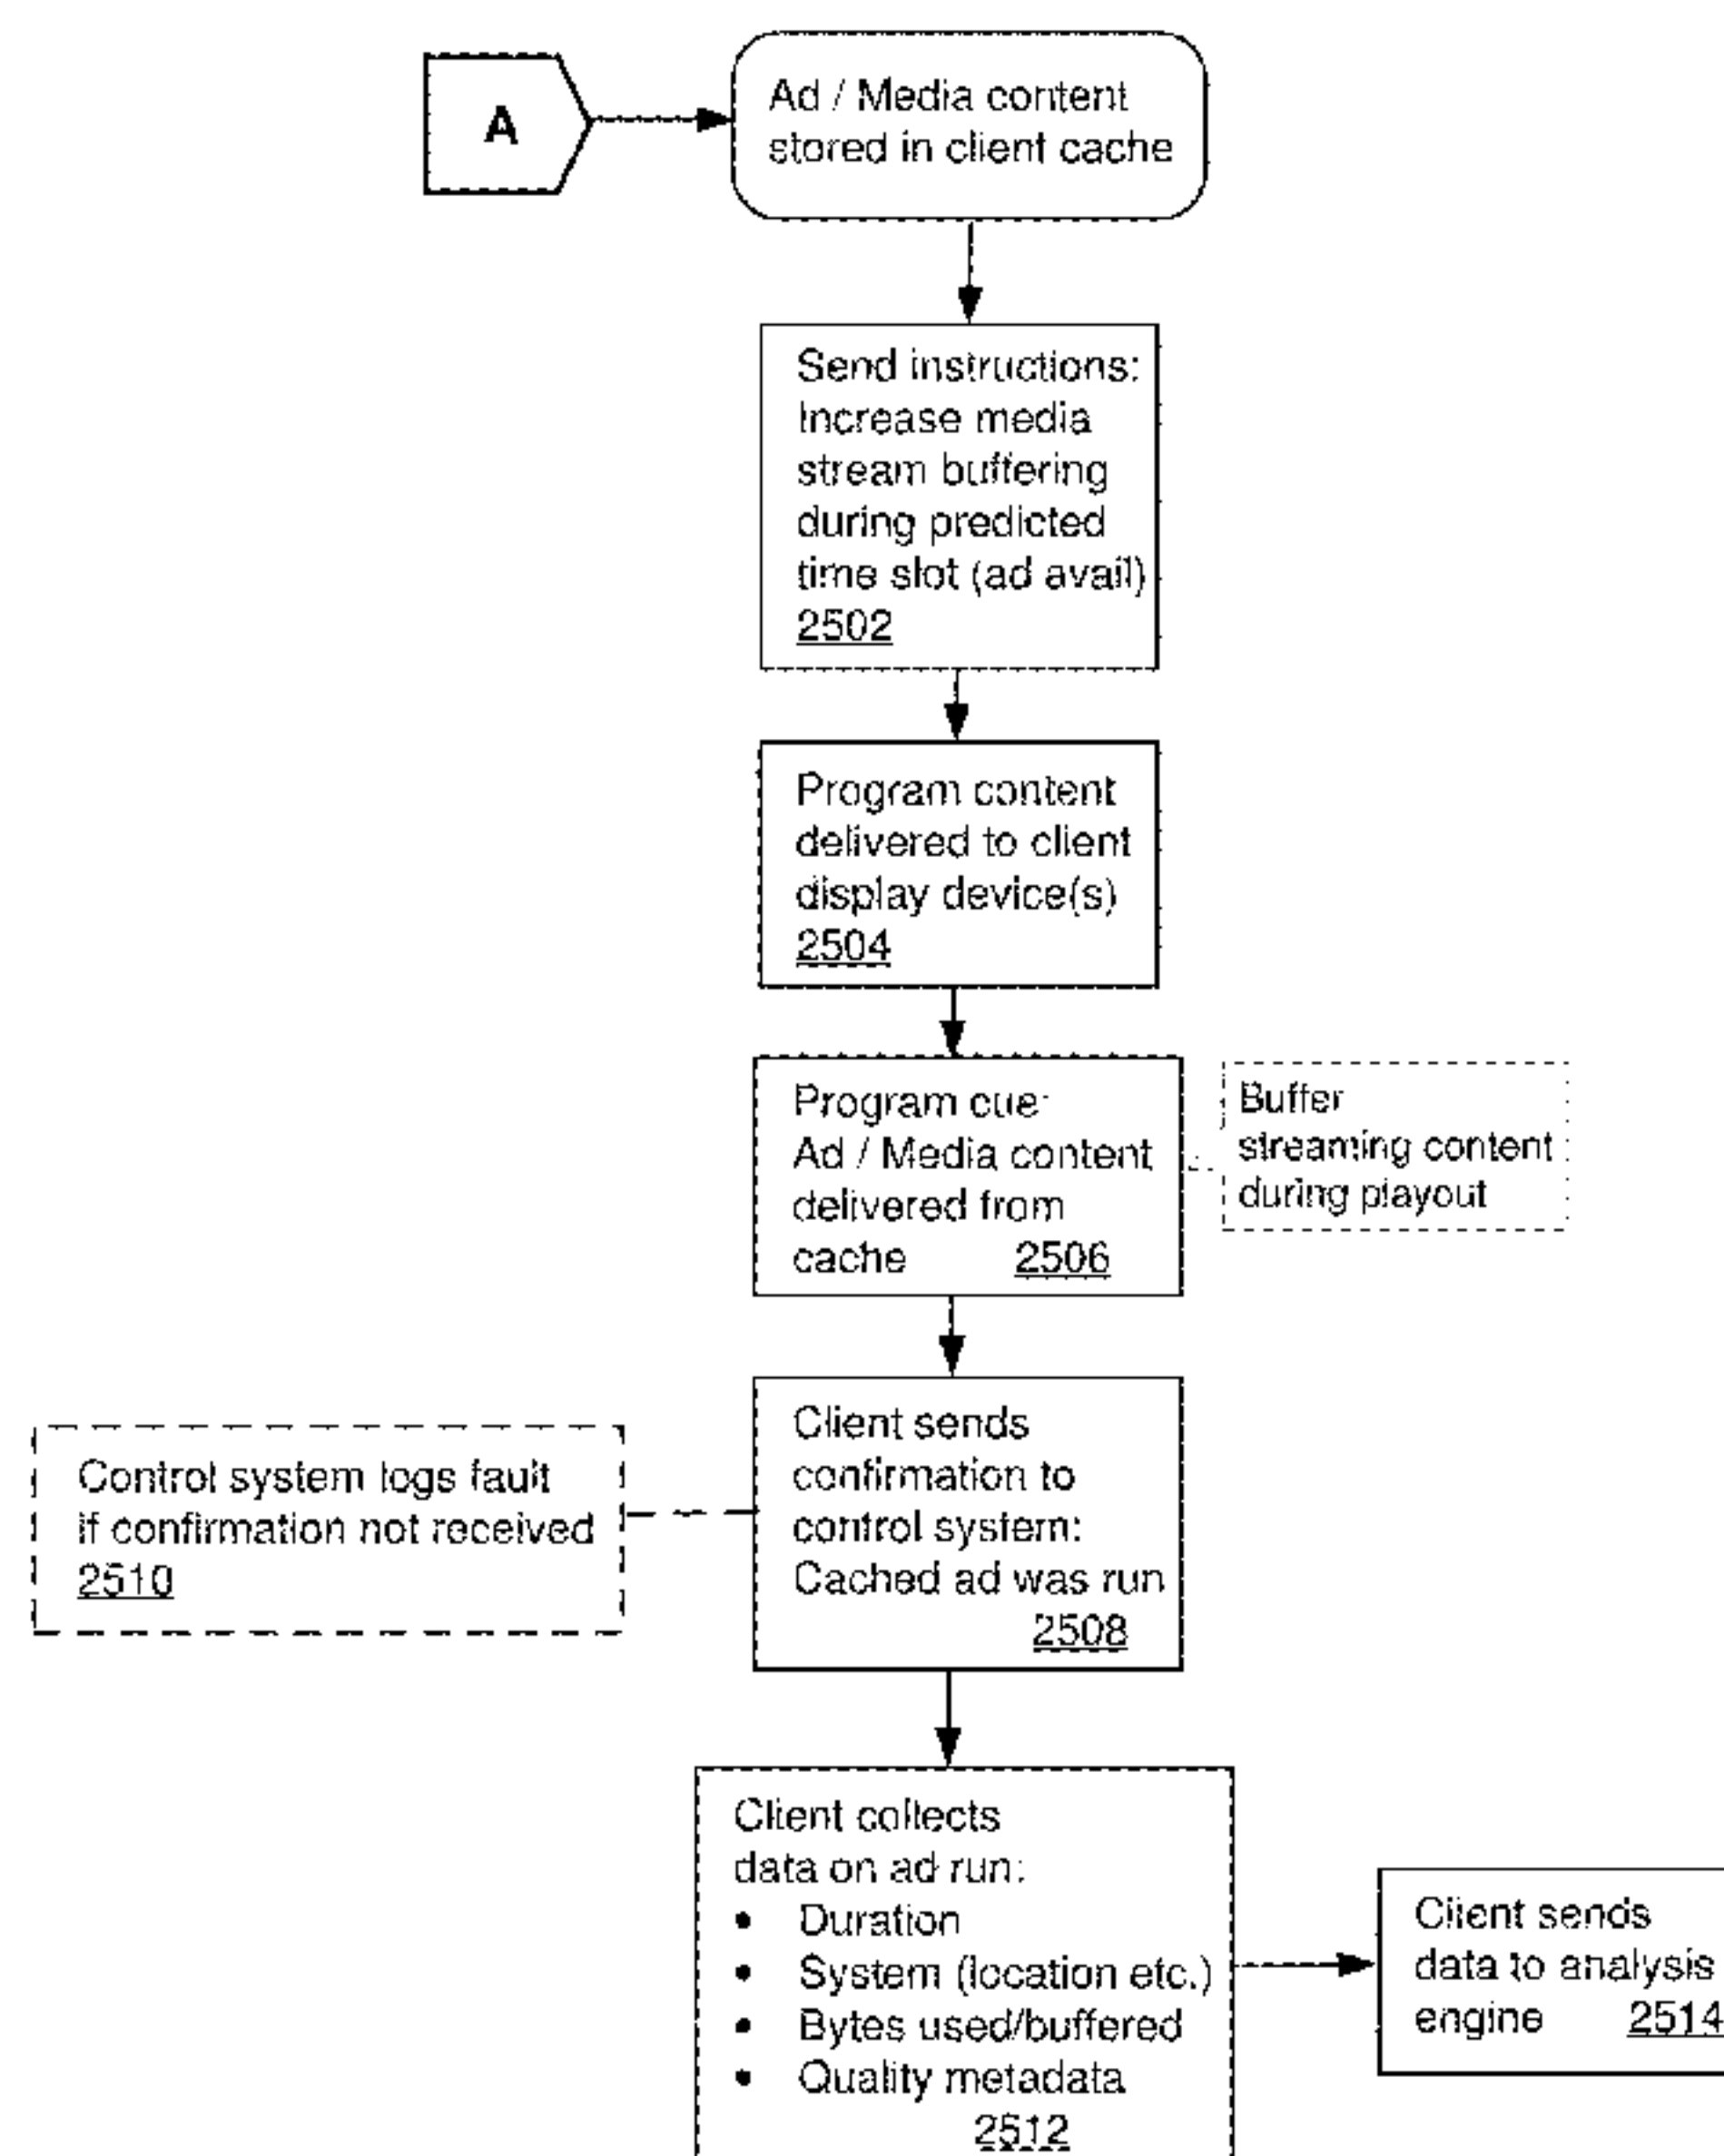 A
Ad / Media content
stored in client cache
Send instructions:
Increase media
stream buffering
during predicted
time slot (ad avail)
2502
Program content
delivered to client
display device(s)
2504
Program cue:
Ad / Media content
delivered from
cache 2506
Buffer
streaming content
during playout
Client sends
confirmation to
control system:
Cached ad was run
2508
Control system logs fault
if confirmation not received
2510
Client collects
data on ad run:
• Duration
• System (location etc.)
• Bytes used/buffered
• Quality metadata
2512
Client sends
data to analysis
engine 2514